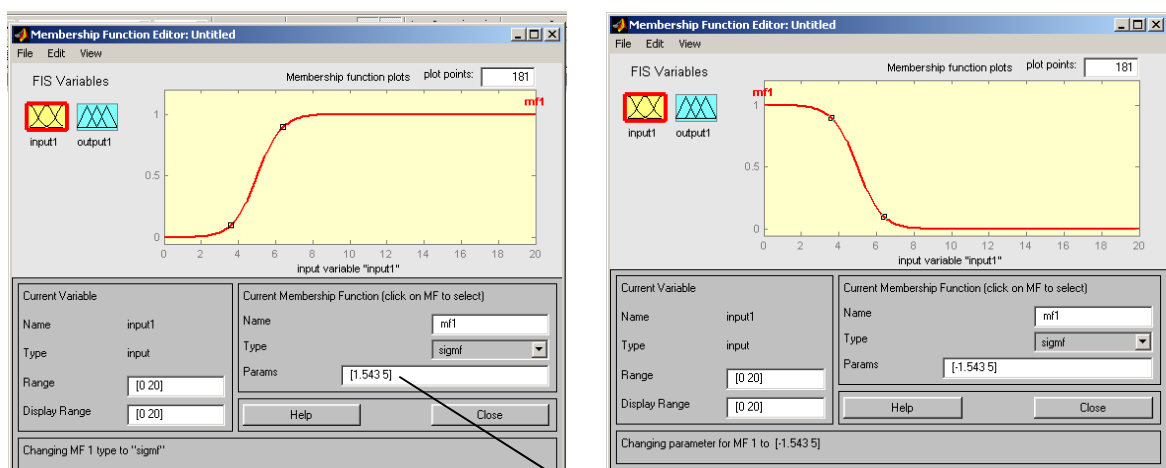 Membership Function Editor: Untitled
File Edit View
FIS Variables
Membership function plots plot points: 181
input1 output1
mf1
1
0.5
0
0 2 4 6 8 10 12 14 16 18 20
input variable "input1"
Current Variable
Name input1
Type input
Range [0 20]
Display Range [0 20]
Current Membership Function (click on MF to select)
Name mf1
Type sigmf
Params [1.543 5]
Help Close
Changing MF 1 type to "sigmf"
Membership Function Editor: Untitled
File Edit View
FIS Variables
Membership function plots plot points: 181
input1 output1
mf1
1
0.5
0
0 2 4 6 8 10 12 14 16 18 20
input variable "input1"
Current Variable
Name input1
Type input
Range [0 20]
Display Range [0 20]
Current Membership Function (click on MF to select)
Name mf1
Type sigmf
Params [-1.543 5]
Help Close
Changing parameter for MF 1 to [-1.543 5]